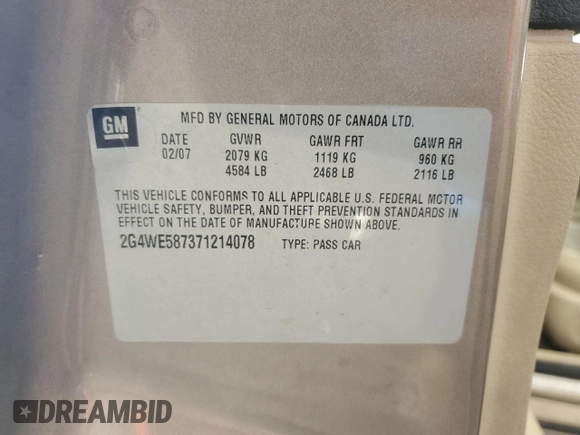 GM
MFD BY GENERAL MOTORS OF CANADA LTD.
DATE GVWR GAWR FRT GAWR RR
02/07 2079 KG 1119 KG 960 KG
4584 LB 2468 LB 2116 LB
THIS VEHICLE CONFORMS TO ALL APPLICABLE U.S. FEDERAL MOTOR
VEHICLE SAFETY, BUMPER, AND THEFT PREVENTION STANDARDS IN
EFFECT ON THE DATE OF MANUFACTURE SHOWN ABOVE.
2G4WE587371214078 TYPE: PASS CAR
DREAMBID